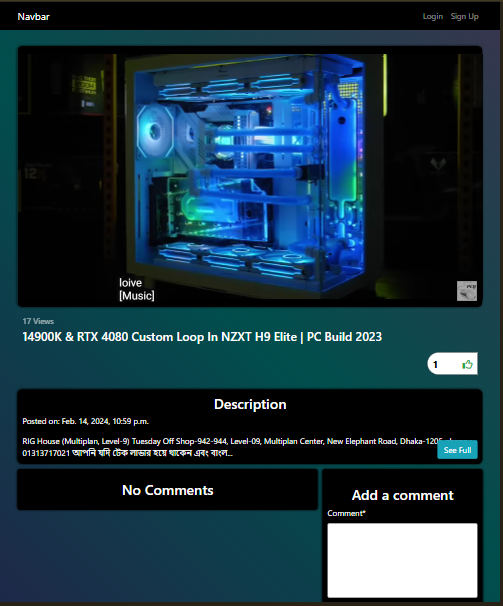 Navbar
Login Sign Up
12
loive
[Music]
17 Views
14900K & RTX 4080 Custom Loop In NZXT H9 Elite | PC Build 2023
1
Description
Posted on: Feb. 14, 2024, 10:59 p.m.
RIG House (Multiplan, Level-9) Tuesday Off Shop-942-944, Level-09, Multiplan Center, New Elephant Road, Dhaka-1205
01313717021 আপনি যদি টেক লাভার হয়ে থাকেন এবং বাংল...
See Full
No Comments
Add a comment
Comment*